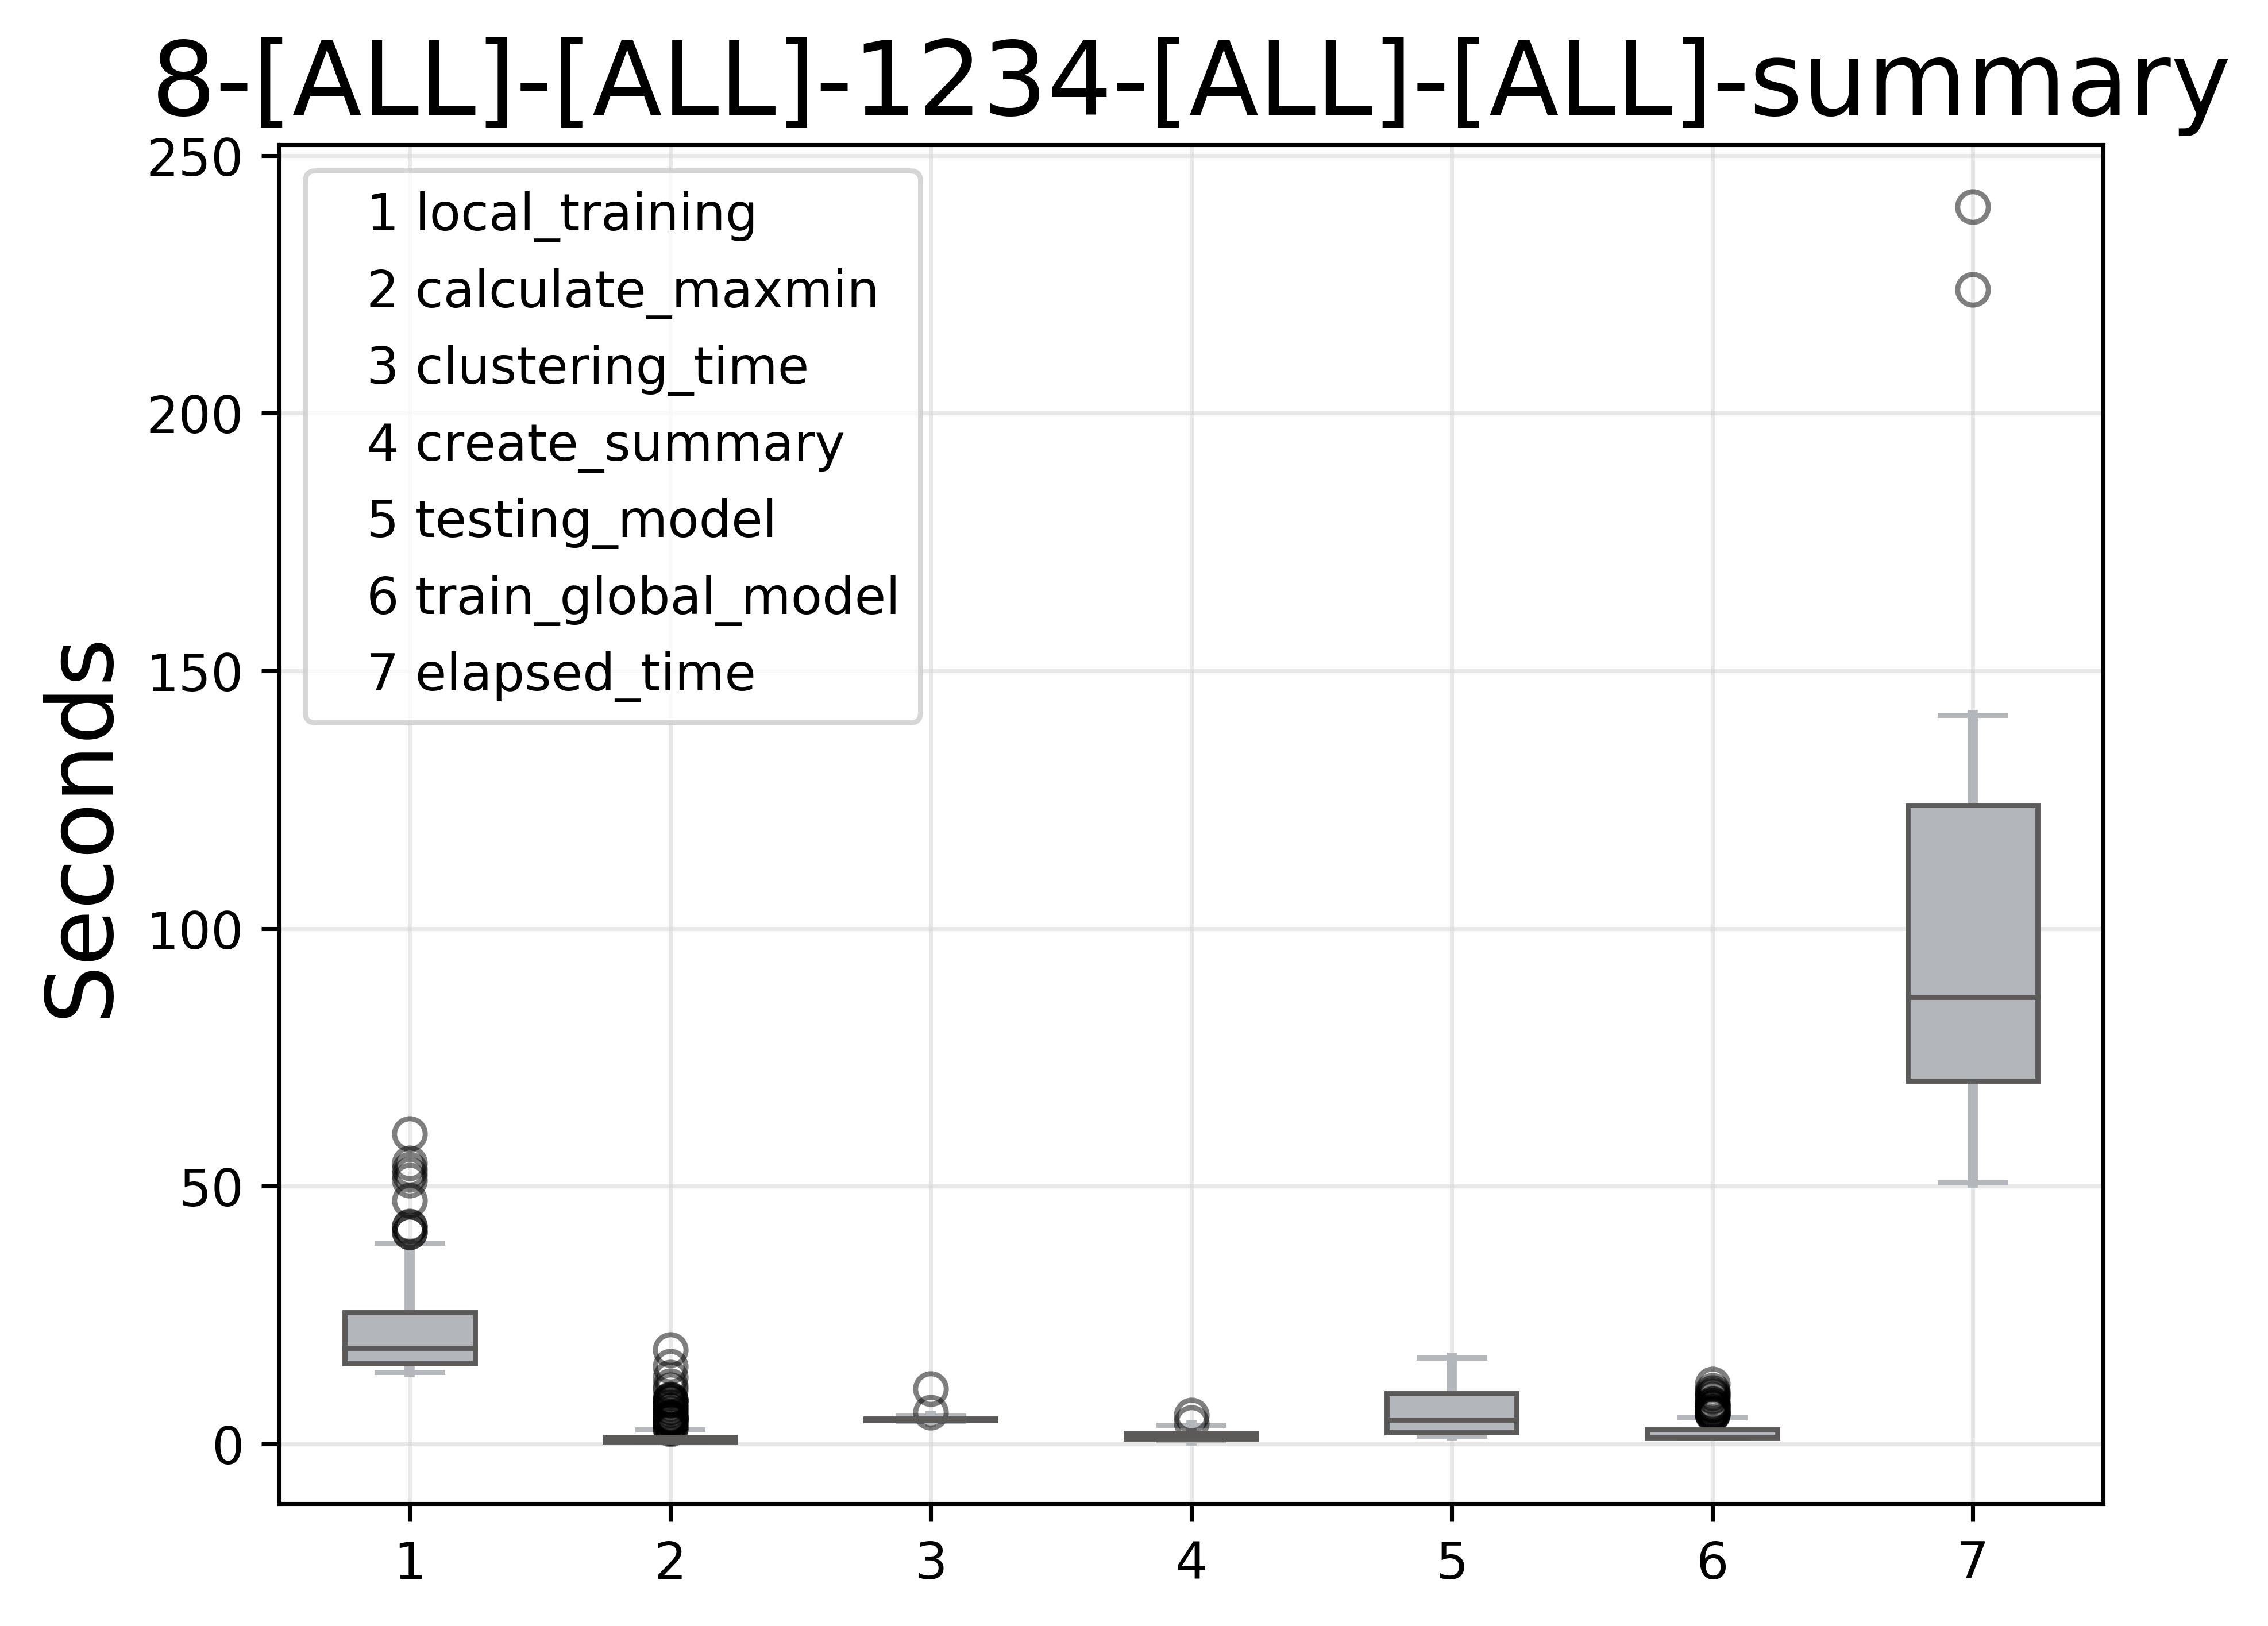 8-[ALL]-[ALL]-1234-[ALL]-[ALL]-summary
250
200
150
100
50
0
Seconds
1 local_training
2 calculate_maxmin
3 clustering_time
4 create_summary
5 testing_model
6 train_global_model
7 elapsed_time
1 2 3 4 5 6 7